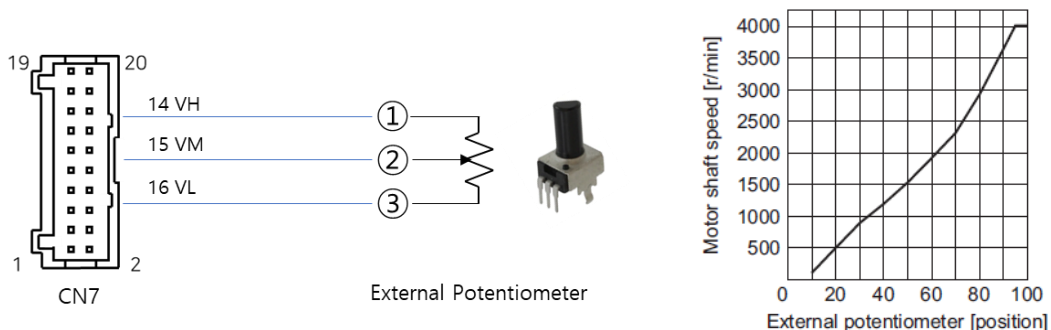 19
20
14 VH
①
15 VM
②
16 VL
③
1
2
CN7
External Potentiometer
Motor shaft speed [r/min]
4000
3500
3000
2500
2000
1500
1000
500
0 20 40 60 80 100
External potentiometer [position]